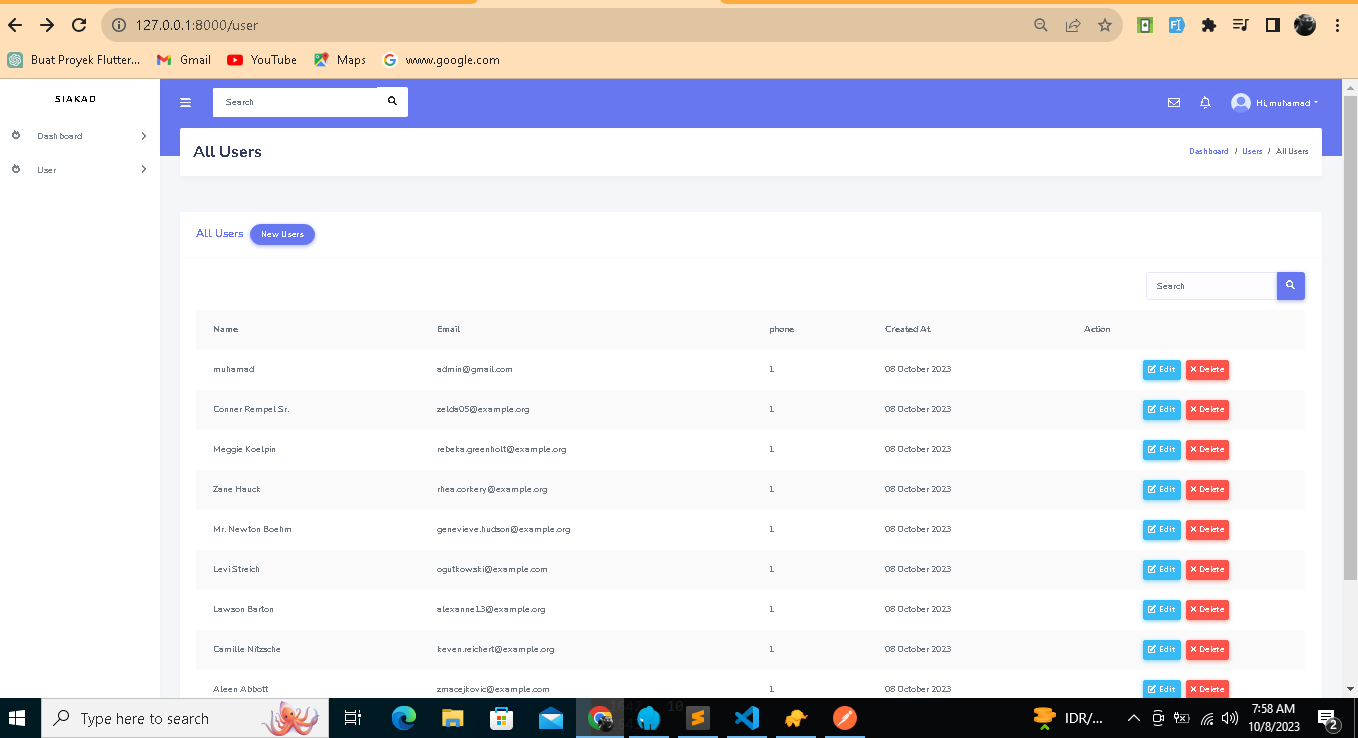 127.0.0.1:8000/user
Buat Proyek Flutter... Gmail YouTube Maps www.google.com
SIAKAD
Search
Hi, muhamad
Dashboard
User
All Users
Dashboard / Users / All Users
All Users New Users
Search
Name Email phone Created At Action
muhamad admin@gmail.com 1 08 October 2023 Edit Delete
Conner Rempel Sr. zelda05@example.org 1 08 October 2023 Edit Delete
Meggie Koelpin rebeka.greenholt@example.org 1 08 October 2023 Edit Delete
Zane Hauck rhea.corkery@example.org 1 08 October 2023 Edit Delete
Mr. Newton Boehm genevieve.hudson@example.org 1 08 October 2023 Edit Delete
Levi Streich ogutkowski@example.com 1 08 October 2023 Edit Delete
Lawson Barton alexanne13@example.org 1 08 October 2023 Edit Delete
Camille Nitzsche keven.reichert@example.org 1 08 October 2023 Edit Delete
Aleen Abbott zmacejkovic@example.com 1 08 October 2023 Edit Delete
Type here to search
IDR/...
7:58 AM
10/8/2023
2